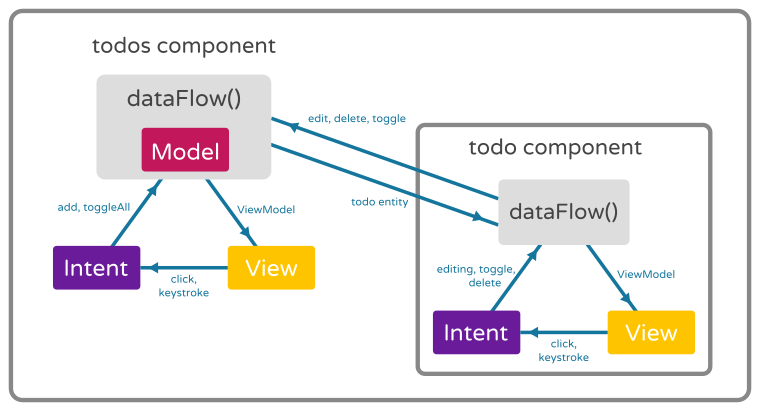 todos component
dataFlow()
Model
edit, delete, toggle
todo component
todo entity
add, toggleAll
ViewModel
dataFlow()
Intent
View
click,
keystroke
editing, toggle,
delete
ViewModel
Intent
View
click,
keystroke